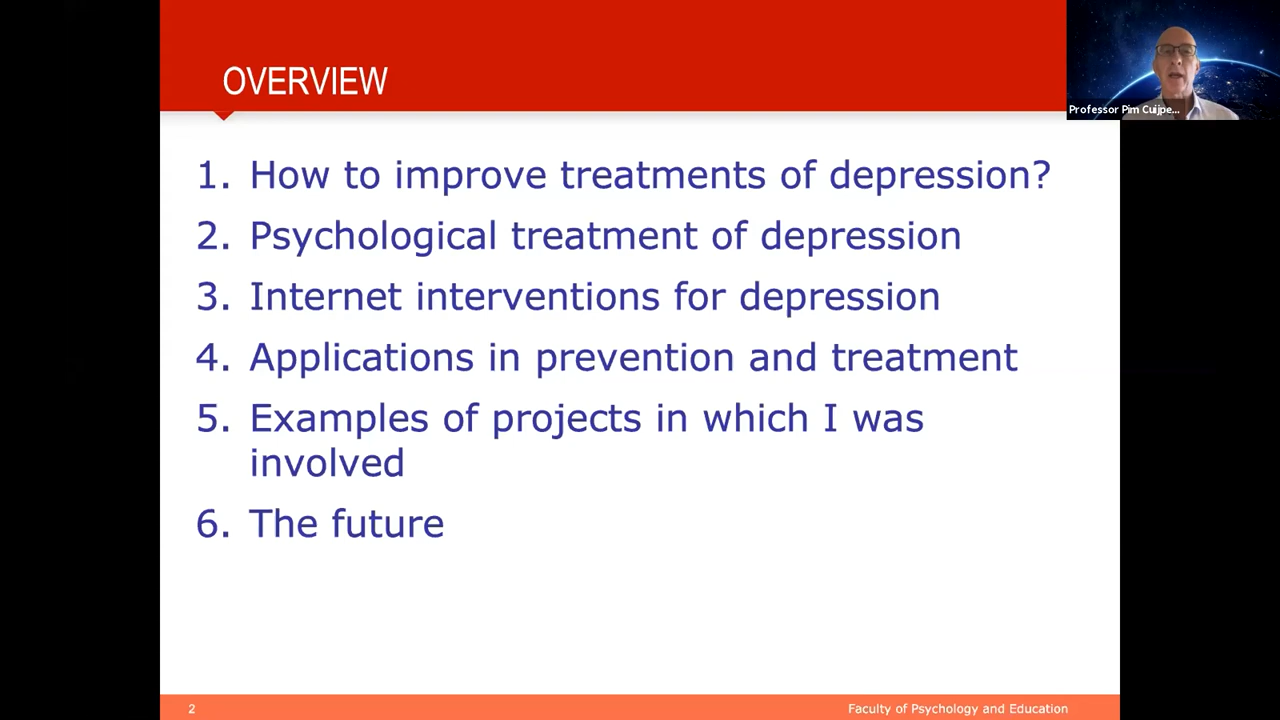 OVERVIEW
Professor Pim Cuijpe...
1. How to improve treatments of depression?
2. Psychological treatment of depression
3. Internet interventions for depression
4. Applications in prevention and treatment
5. Examples of projects in which I was
involved
6. The future
2
Faculty of Psychology and Education